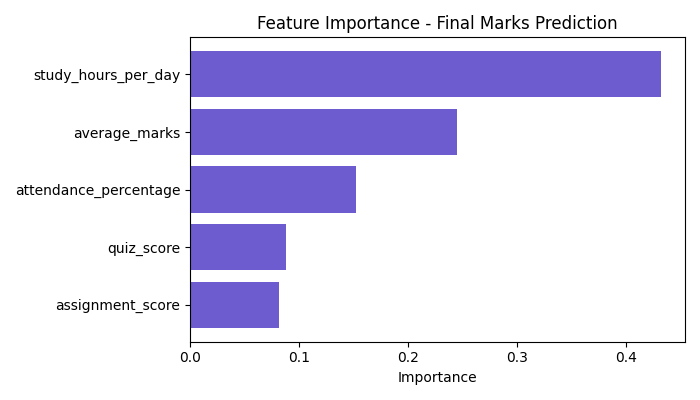 Feature Importance - Final Marks Prediction
study_hours_per_day
average_marks
attendance_percentage
quiz_score
assignment_score
0.0 0.1 0.2 0.3 0.4
Importance